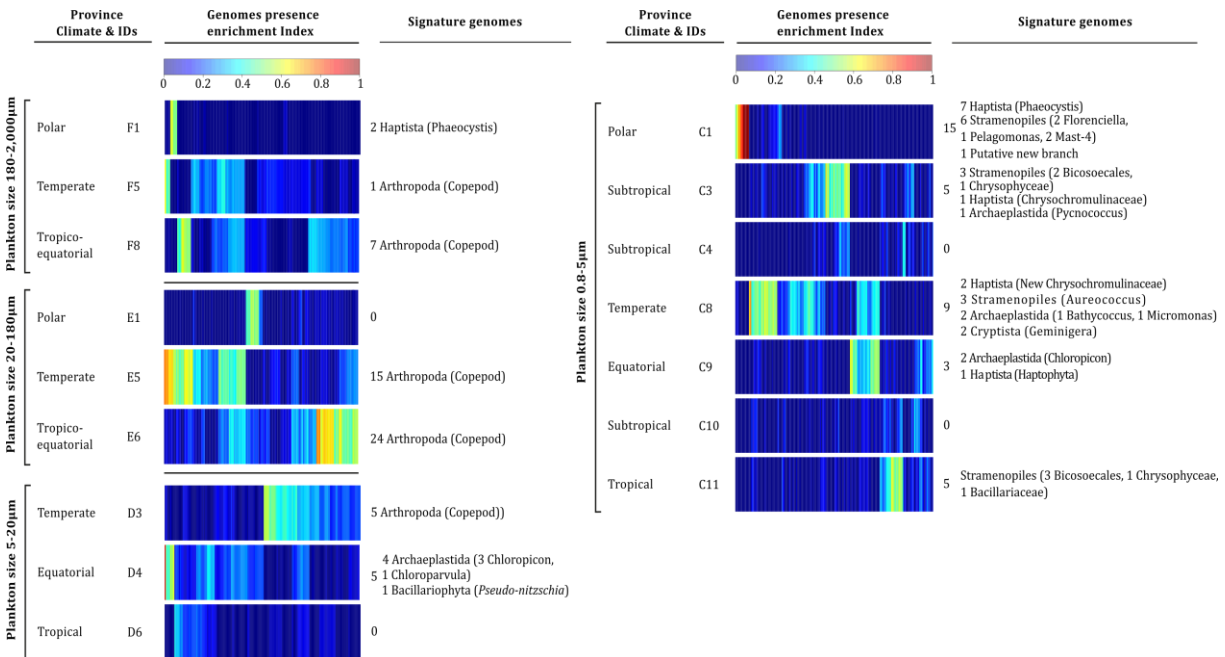 Province
Climate & IDs
Genomes presence
enrichment Index
Signature genomes
0 0.2 0.4 0.6 0.8 1
Plankton size 180-2,000µm
Polar F1
2 Haptista (Phaeocystis)
Temperate F5
1 Arthropoda (Copepod)
Tropico-
equatorial F8
7 Arthropoda (Copepod)
Plankton size 20-180µm
Polar E1
0
Temperate E5
15 Arthropoda (Copepod)
Tropico-
equatorial E6
24 Arthropoda (Copepod)
Plankton size 5-20µm
Temperate D3
5 Arthropoda (Copepod))
Equatorial D4
5
4 Archaeplastida (3 Chloropicon,
1 Chloroparvula)
1 Bacillariophyta (Pseudo-nitzschia)
Tropical D6
0
Province
Climate & IDs
Genomes presence
enrichment Index
Signature genomes
0 0.2 0.4 0.6 0.8 1
Plankton size 0.8-5µm
Polar C1
15
7 Haptista (Phaeocystis)
6 Stramenopiles (2 Florenciella,
1 Pelagomonas, 2 Mast-4)
1 Putative new branch
Subtropical C3
5
3 Stramenopiles (2 Bicosoecales,
1 Chrysophyceae)
1 Haptista (Chrysochromulinaceae)
1 Archaeplastida (Pycnococcus)
Subtropical C4
0
Temperate C8
9
2 Haptista (New Chrysochromulinaceae)
3 Stramenopiles (Aureococcus)
2 Archaeplastida (1 Bathycoccus, 1 Micromonas)
2 Cryptista (Geminigera)
Equatorial C9
3
2 Archaeplastida (Chloropicon)
1 Haptista (Haptophyta)
Subtropical C10
0
Tropical C11
5
Stramenopiles (3 Bicosoecales, 1 Chrysophyceae,
1 Bacillariaceae)